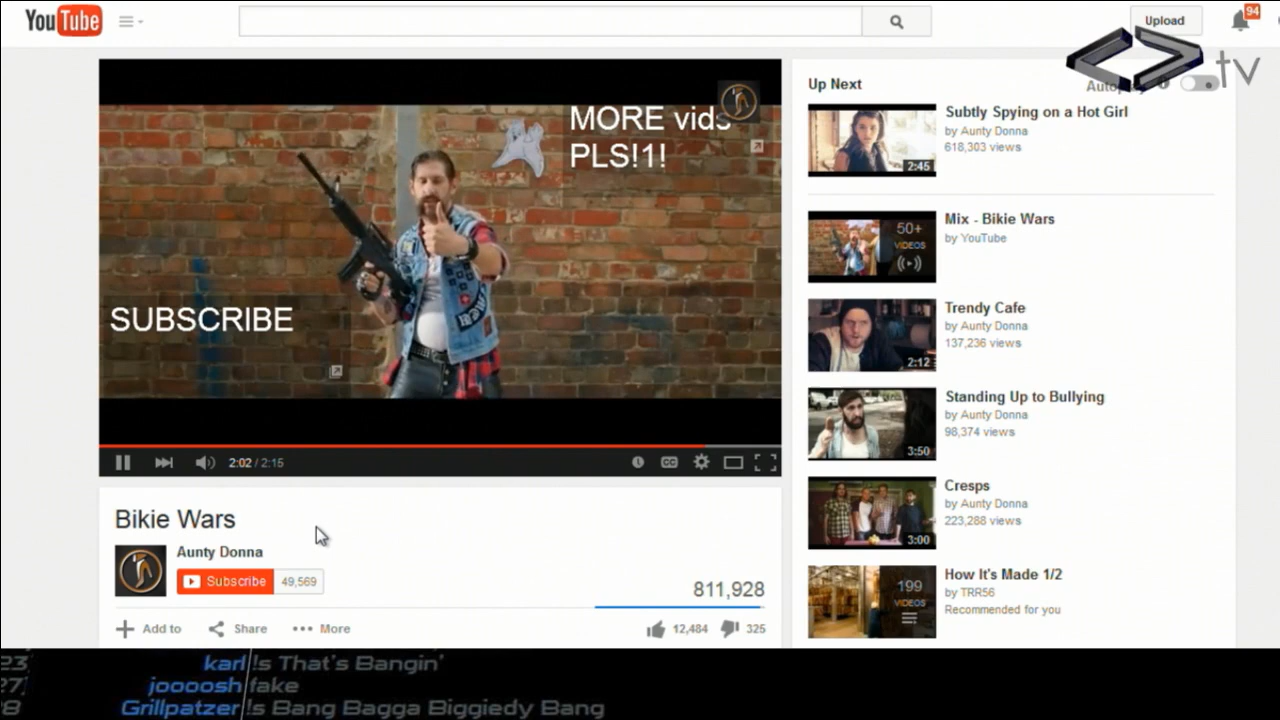 YouTube
Upload
94
tv
MORE vids
PLS!1!
SUBSCRIBE
2:02 / 2:15
CC
Bikie Wars
Aunty Donna
Subscribe 49,569
811,928
Add to Share More
12,484 325
Up Next
Subtly Spying on a Hot Girl
by Aunty Donna
618,303 views
2:45
Mix - Bikie Wars
by YouTube
50+
VIDEOS
Trendy Cafe
by Aunty Donna
137,236 views
2:12
Standing Up to Bullying
by Aunty Donna
98,374 views
3:50
Cresps
by Aunty Donna
223,288 views
3:00
How It's Made 1/2
by TRR56
Recommended for you
199
VIDEOS
karl !s That's Bangin'
joooosh fake
Grillpatzer !s Bang Bagga Biggiedy Bang